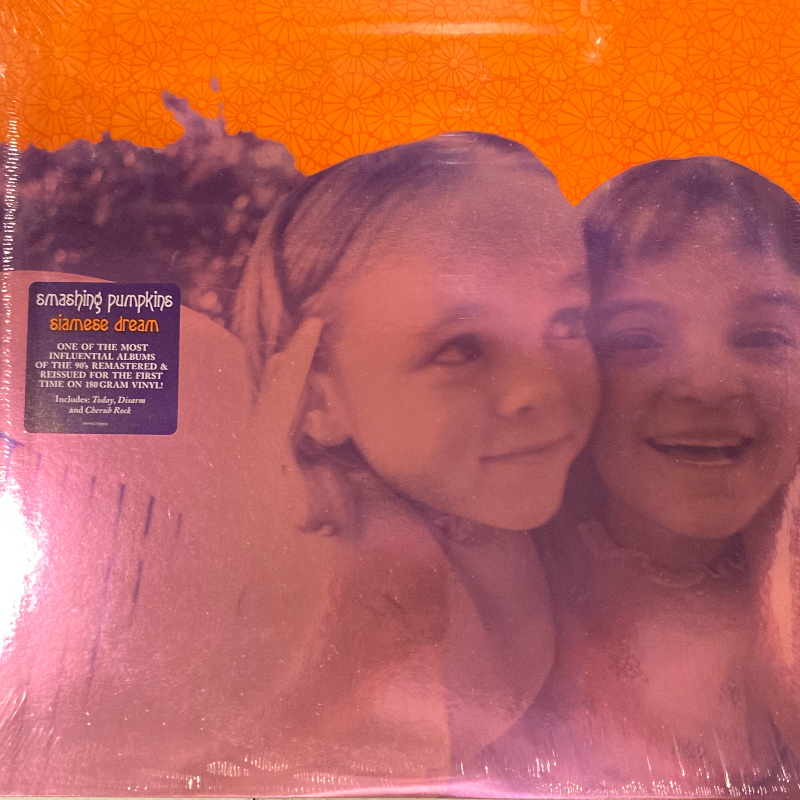 smashing pumpkins
siamese dream
ONE OF THE MOST
INFLUENTIAL ALBUMS
OF THE 90's REMASTERED &
REISSUED FOR THE FIRST
TIME ON 180 GRAM VINYL!
Includes: Today, Disarm
and Cherub Rock